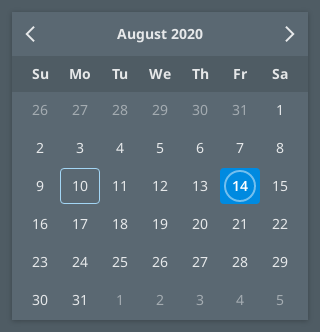 August 2020
Su Mo Tu We Th Fr Sa
26 27 28 29 30 31 1
2 3 4 5 6 7 8
9 10 11 12 13 14 15
16 17 18 19 20 21 22
23 24 25 26 27 28 29
30 31 1 2 3 4 5